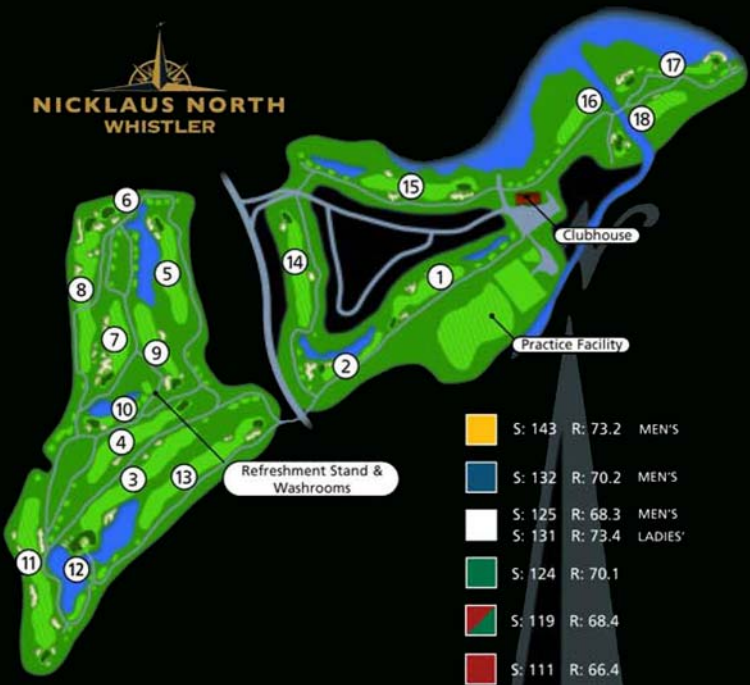 NICKLAUS NORTH
WHISTLER
17
16
18
15
6
Clubhouse
14
1
8
5
7
9
2
Practice Facility
10
4
3
13
Refreshment Stand &
Washrooms
11
12
S: 143 R: 73.2 MEN'S
S: 132 R: 70.2 MEN'S
S: 125 R: 68.3 MEN'S
S: 131 R: 73.4 LADIES'
S: 124 R: 70.1
S: 119 R: 68.4
S: 111 R: 66.4